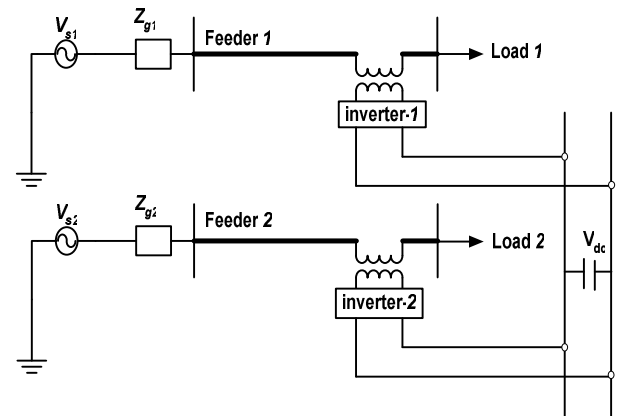 Vs1
Zg1
Feeder 1
Load 1
inverter-1
Vs2
Zg2
Feeder 2
Load 2
Vdc
inverter-2